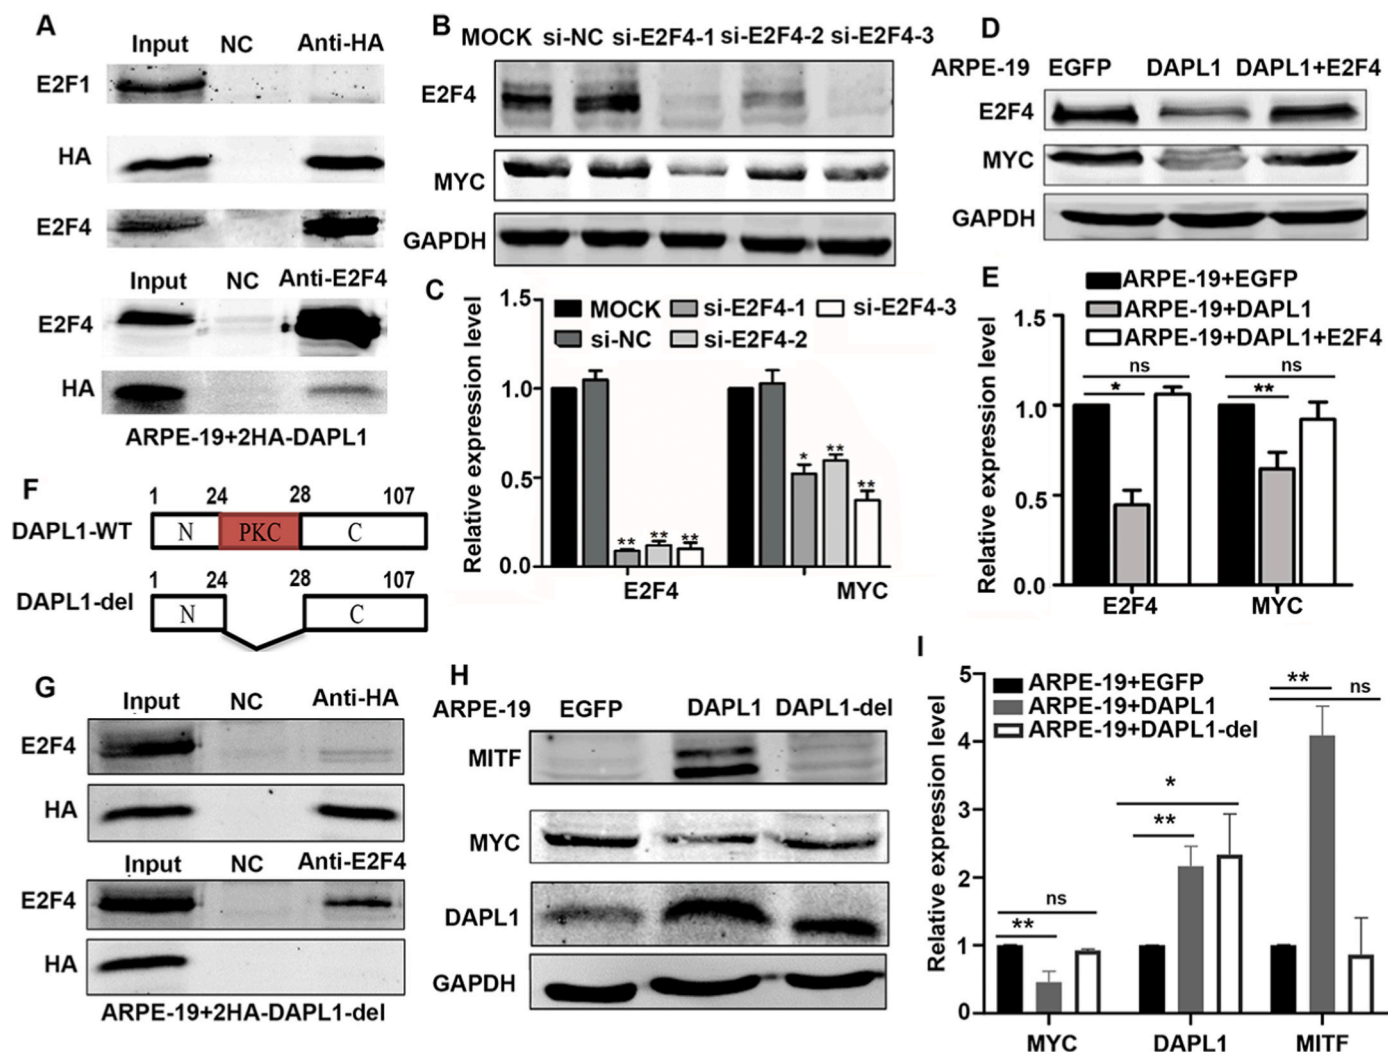 A
Input NC Anti-HA
E2F1
HA
E2F4
Input NC Anti-E2F4
E2F4
HA
ARPE-19+2HA-DAPL1
B
MOCK si-NC si-E2F4-1 si-E2F4-2 si-E2F4-3
E2F4
MYC
GAPDH
C
Relative expression level
1.5
1.0
0.5
0.0
MOCK si-E2F4-1 si-E2F4-3
si-NC si-E2F4-2
** ** **
* ** **
E2F4 MYC
D
ARPE-19 EGFP DAPL1 DAPL1+E2F4
E2F4
MYC
GAPDH
E
ARPE-19+EGFP
ARPE-19+DAPL1
ARPE-19+DAPL1+E2F4
Relative expression level
1.5
1.0
0.5
0.0
ns ns
* **
E2F4 MYC
F
1 24 28 107
DAPL1-WT N PKC C
1 24 28 107
DAPL1-del N C
G
Input NC Anti-HA
E2F4
HA
Input NC Anti-E2F4
E2F4
HA
ARPE-19+2HA-DAPL1-del
H
ARPE-19 EGFP DAPL1 DAPL1-del
MITF
MYC
DAPL1
GAPDH
I
ARPE-19+EGFP
ARPE-19+DAPL1
ARPE-19+DAPL1-del
Relative expression level
5
4
3
2
1
0
** ns
*
**
ns
**
MYC DAPL1 MITF